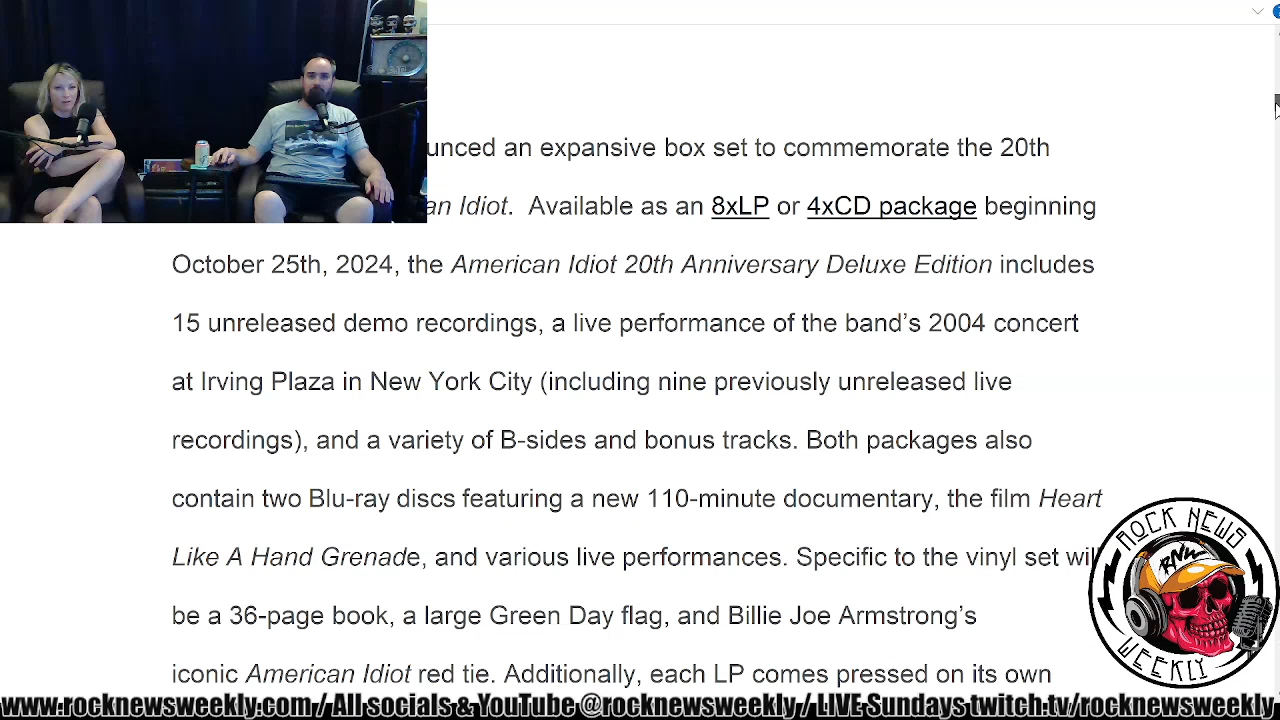 unced an expansive box set to commemorate the 20th
an Idiot. Available as an 8xLP or 4xCD package beginning
October 25th, 2024, the American Idiot 20th Anniversary Deluxe Edition includes
15 unreleased demo recordings, a live performance of the band’s 2004 concert
at Irving Plaza in New York City (including nine previously unreleased live
recordings), and a variety of B-sides and bonus tracks. Both packages also
contain two Blu-ray discs featuring a new 110-minute documentary, the film Heart
Like A Hand Grenade, and various live performances. Specific to the vinyl set will
be a 36-page book, a large Green Day flag, and Billie Joe Armstrong’s
iconic American Idiot red tie. Additionally, each LP comes pressed on its own
ROCK NEWS
RNW
WEEKLY
www.rocknewsweekly.com / All socials & YouTube @rocknewsweekly / LIVE Sundays twitch.tv/rocknewsweekly